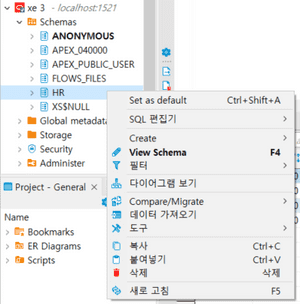 xe 3 - localhost:1521
Schemas
ANONYMOUS
APEX_040000
APEX_PUBLIC_USER
FLOWS_FILES
HR
XS$NULL
Global metadata
Storage
Security
Administer
Project - General
Name
Bookmarks
ER Diagrams
Scripts
Set as default Ctrl+Shift+A
SQL 편집기
Create
View Schema F4
필터
다이어그램 보기
Compare/Migrate
데이터 가져오기
도구
복사 Ctrl+C
붙여넣기 Ctrl+V
삭제 삭제
새로 고침 F5